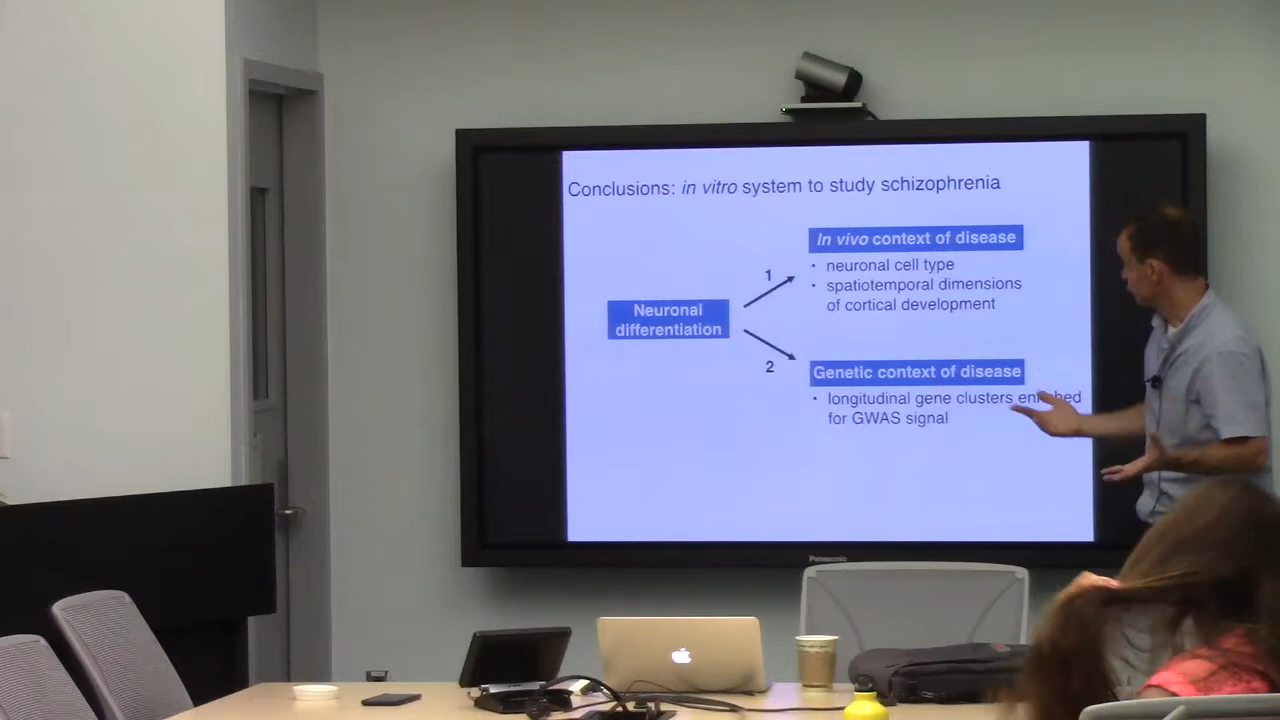 Conclusions: in vitro system to study schizophrenia
In vivo context of disease
1
• neuronal cell type
• spatiotemporal dimensions
of cortical development
Neuronal
differentiation
2
Genetic context of disease
• longitudinal gene clusters enriched
for GWAS signal
Panasonic